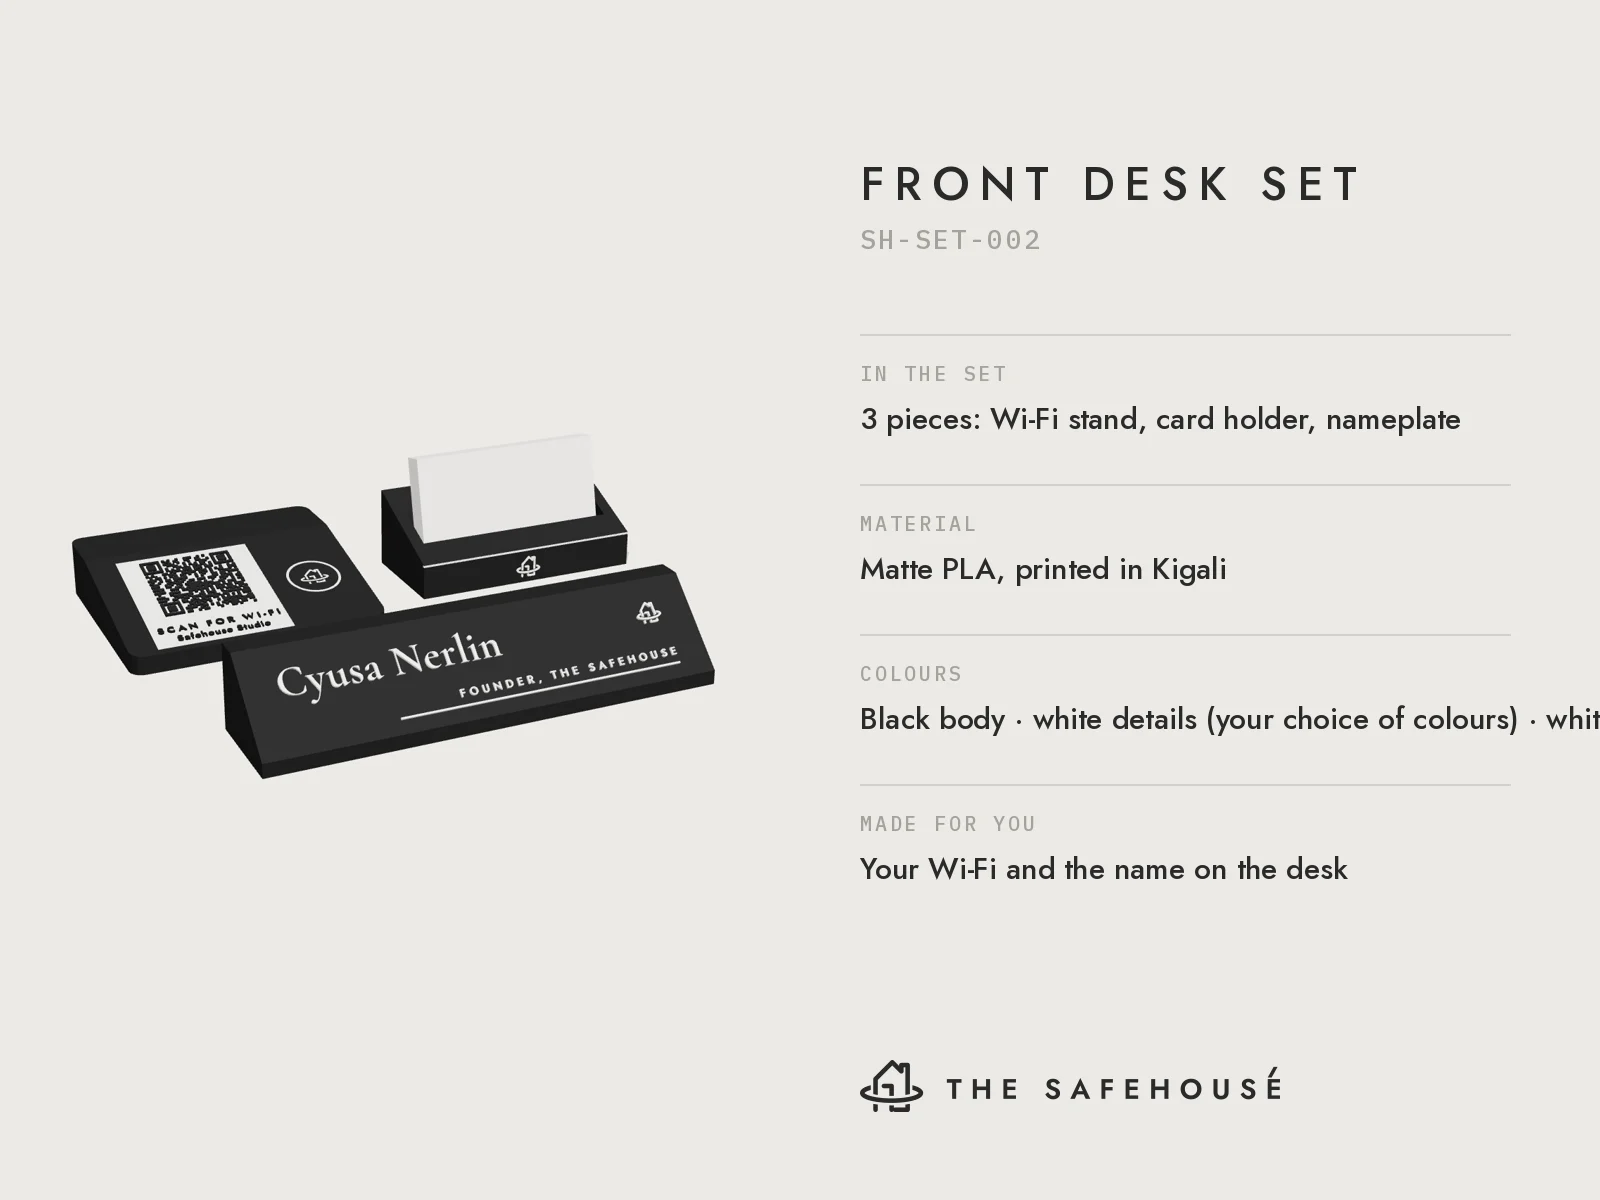 FRONT DESK SET
SH-SET-002
IN THE SET
3 pieces: Wi-Fi stand, card holder, nameplate
MATERIAL
Matte PLA, printed in Kigali
COLOURS
Black body · white details (your choice of colours) · whit
MADE FOR YOU
Your Wi-Fi and the name on the desk
THE SAFEHOUSÉ
SCAN FOR WI-FI
Safehouse Studio
Cyusa Nerlin
FOUNDER, THE SAFEHOUSE